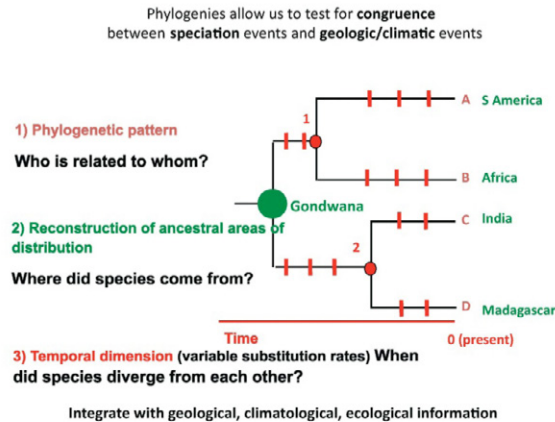 Phylogenies allow us to test for congruence
between speciation events and geologic/climatic events
A S America
1
1) Phylogenetic pattern
Who is related to whom?
B Africa
Gondwana
C India
2) Reconstruction of ancestral areas of
distribution
2
Where did species come from?
D Madagascar
Time 0 (present)
3) Temporal dimension (variable substitution rates) When
did species diverge from each other?
Integrate with geological, climatological, ecological information